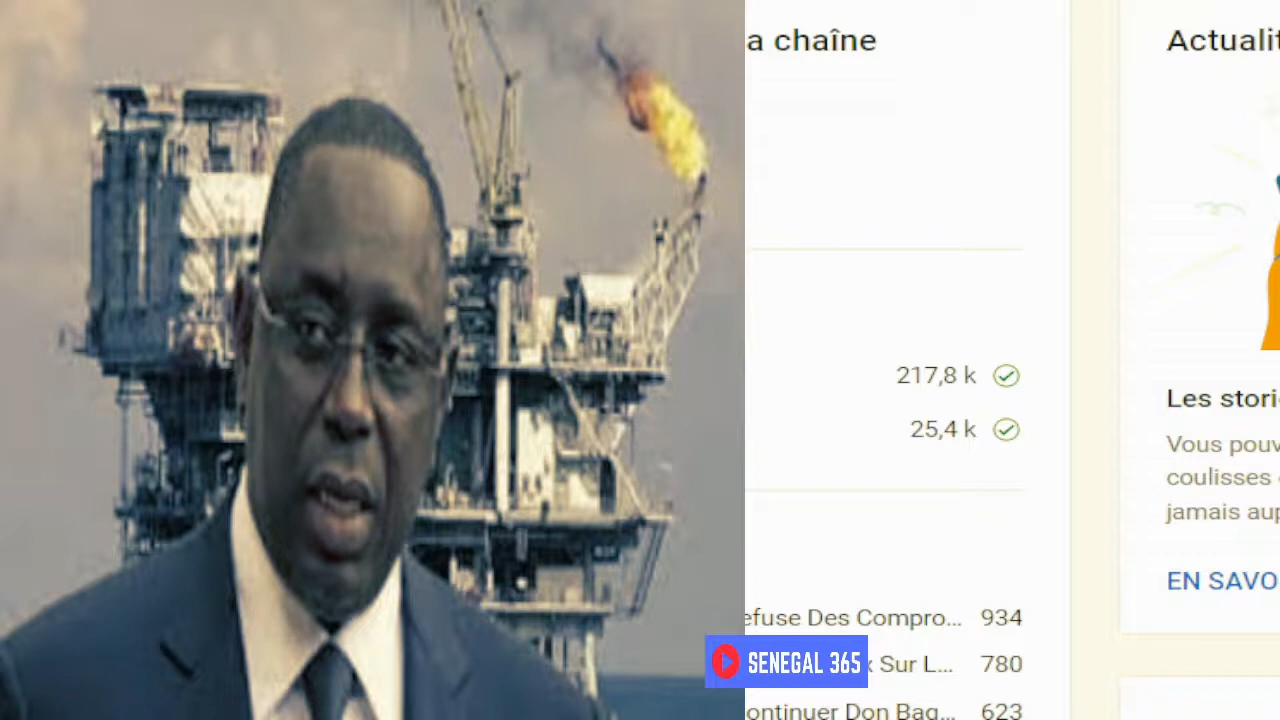 a chaîne
217,8 k
25,4 k
efuse Des Compro... 934
SENEGAL 365
x Sur L... 780
ontinuer Don Bag... 623
Actualit
Les stori
Vous pouv
coulisses
jamais aup
EN SAVO